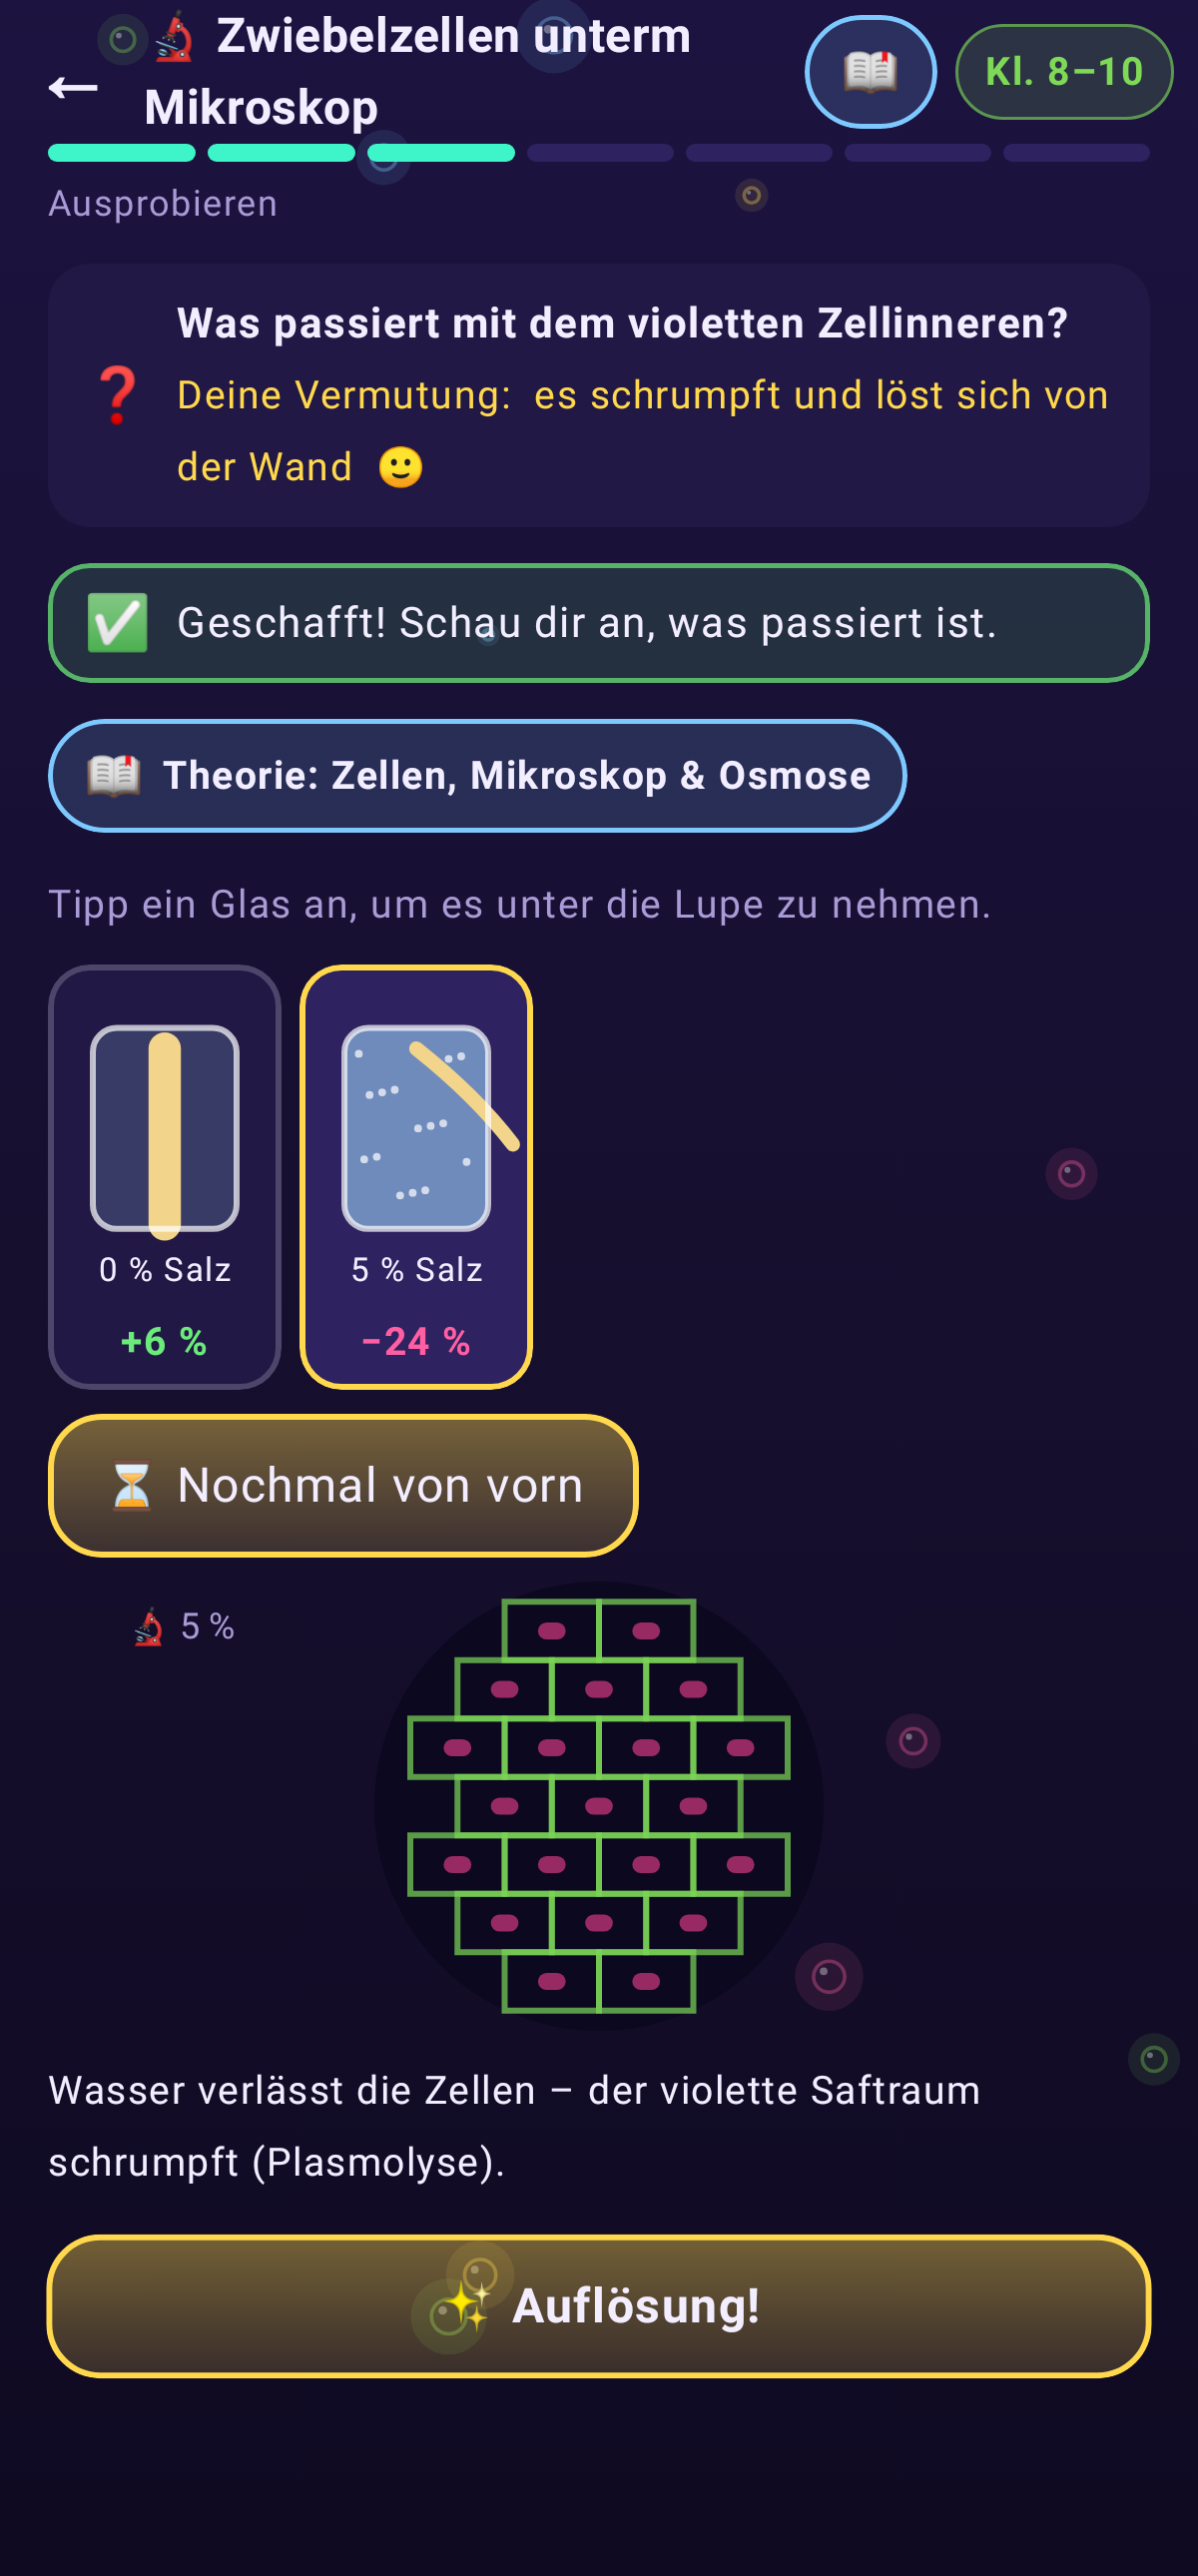 🔬 Zwiebelzellen unterm
Mikroskop
Kl. 8–10
Ausprobieren
Was passiert mit dem violetten Zellinneren?
Deine Vermutung: es schrumpft und löst sich von
der Wand 🙂
Geschafft! Schau dir an, was passiert ist.
Theorie: Zellen, Mikroskop & Osmose
Tipp ein Glas an, um es unter die Lupe zu nehmen.
0 % Salz
+6 %
5 % Salz
−24 %
Nochmal von vorn
🔬 5 %
Wasser verlässt die Zellen – der violette Saftraum
schrumpft (Plasmolyse).
✨ Auflösung!